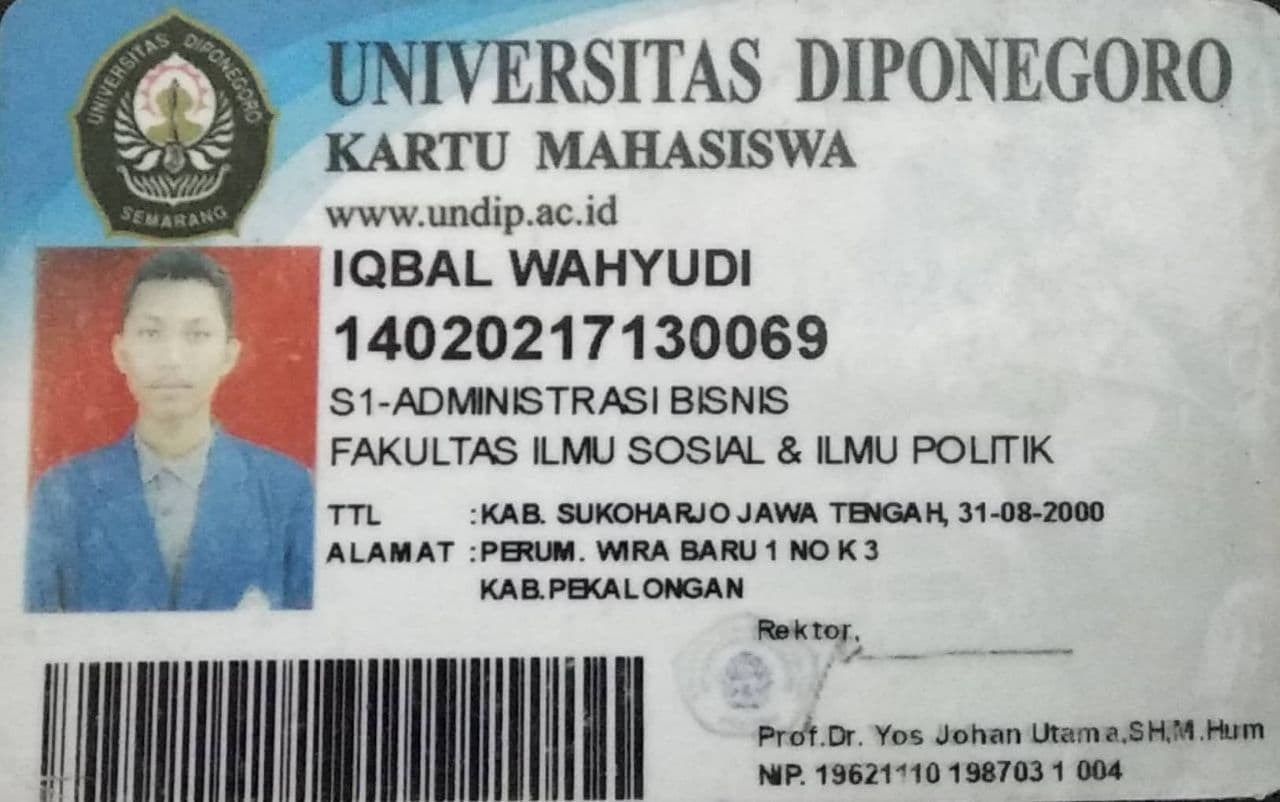 UNIVERSITAS DIPONEGORO
SEMARANG
UNIVERSITAS DIPONEGORO
KARTU MAHASISWA
www.undip.ac.id
IQBAL WAHYUDI
14020217130069
S1-ADMINISTRASI BISNIS
FAKULTAS ILMU SOSIAL & ILMU POLITIK
TTL :KAB. SUKOHARJO JAWA TENGAH, 31-08-2000
ALAMAT :PERUM. WIRA BARU 1 NO K 3
KAB.PEKALONGAN
Rektor,
Prof.Dr. Yos Johan Utama,SH,M.Hum
NIP. 19621110 198703 1 004